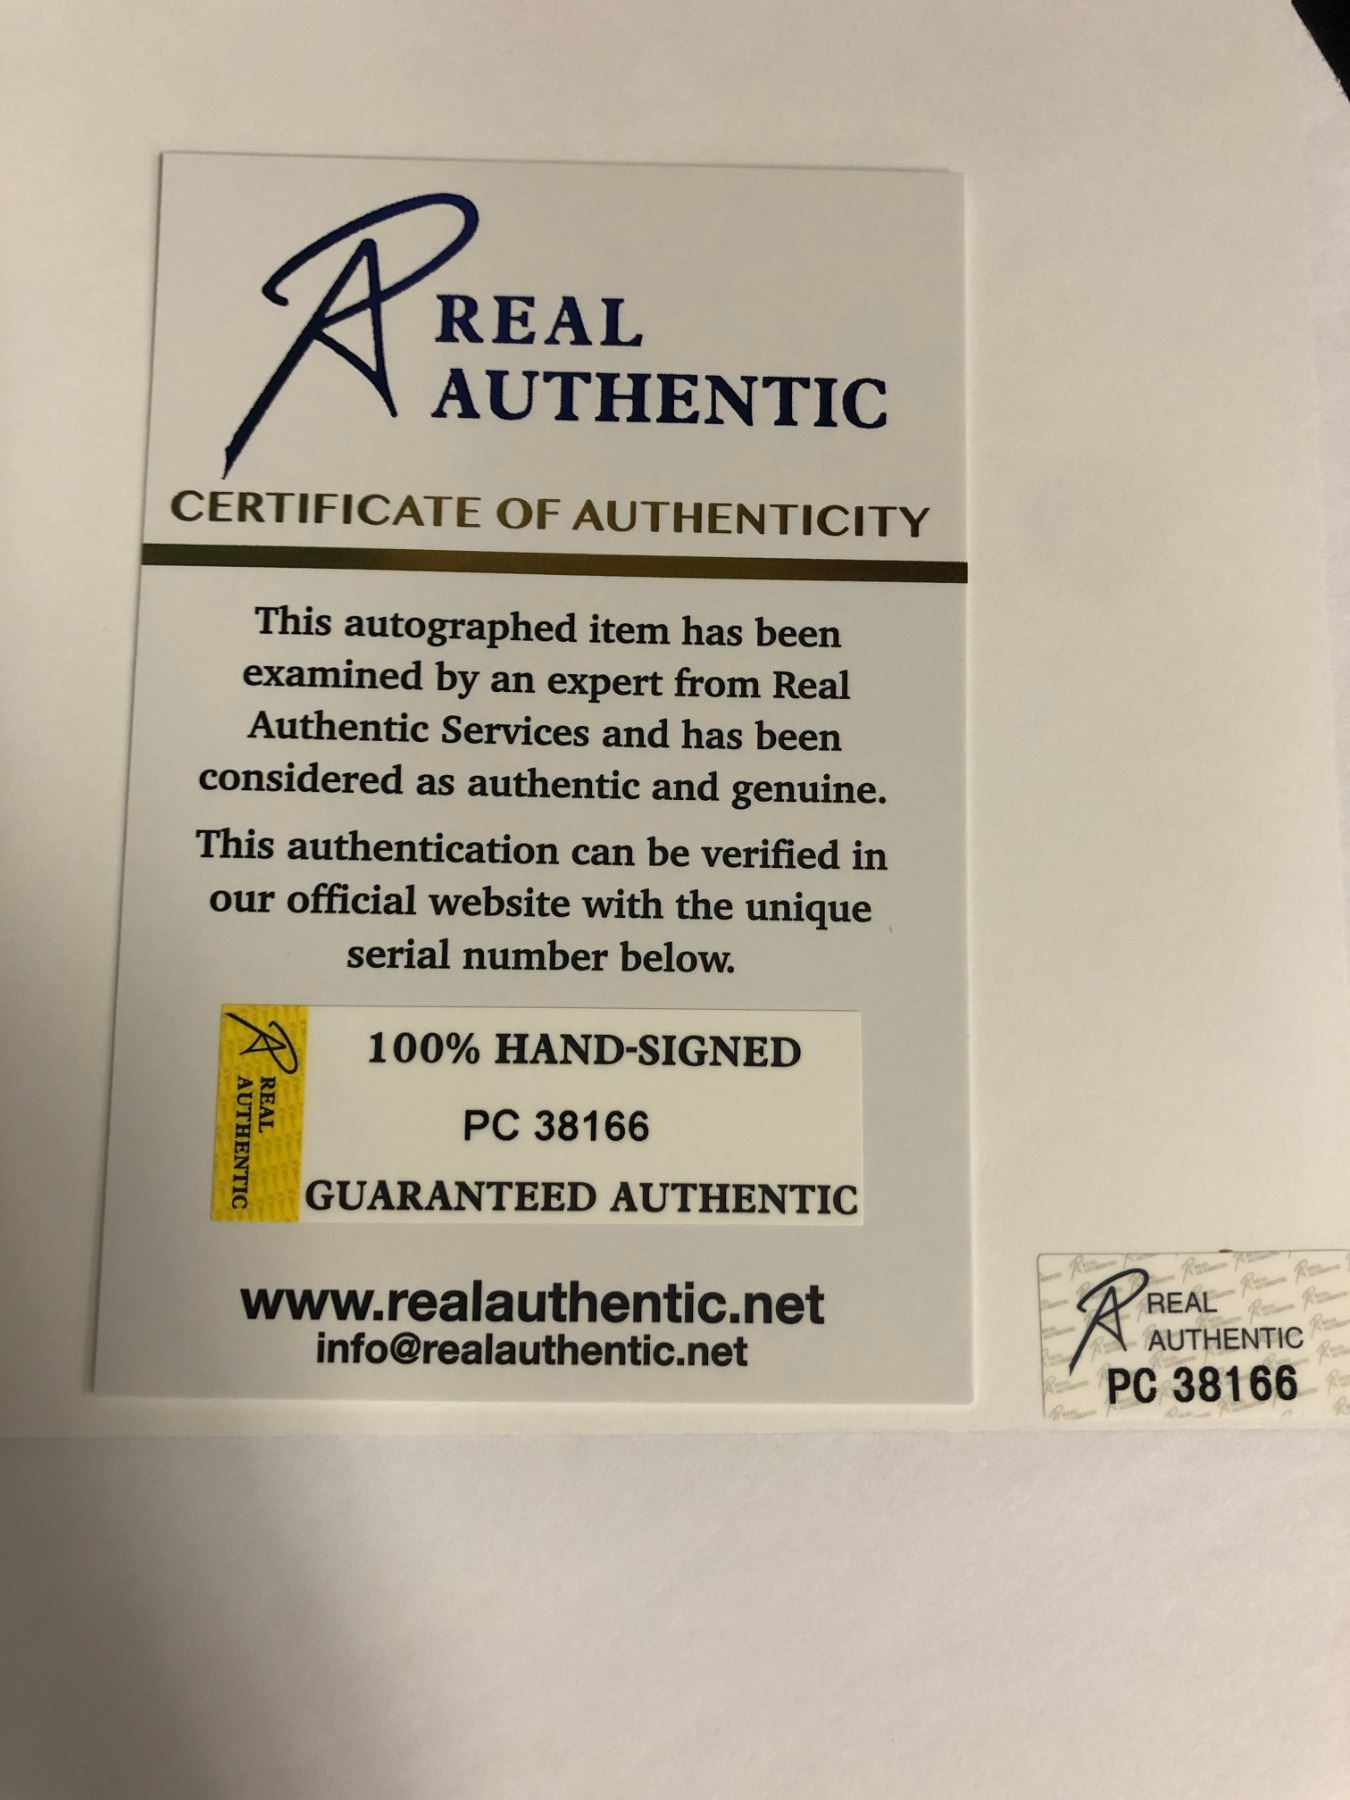 REAL
AUTHENTIC
CERTIFICATE OF AUTHENTICITY
This autographed item has been
examined by an expert from Real
Authentic Services and has been
considered as authentic and genuine.
This authentication can be verified in
our official website with the unique
serial number below.
REAL
AUTHENTIC
100% HAND-SIGNED
PC 38166
GUARANTEED AUTHENTIC
www.realauthentic.net
info@realauthentic.net
REAL
AUTHENTIC
PC 38166